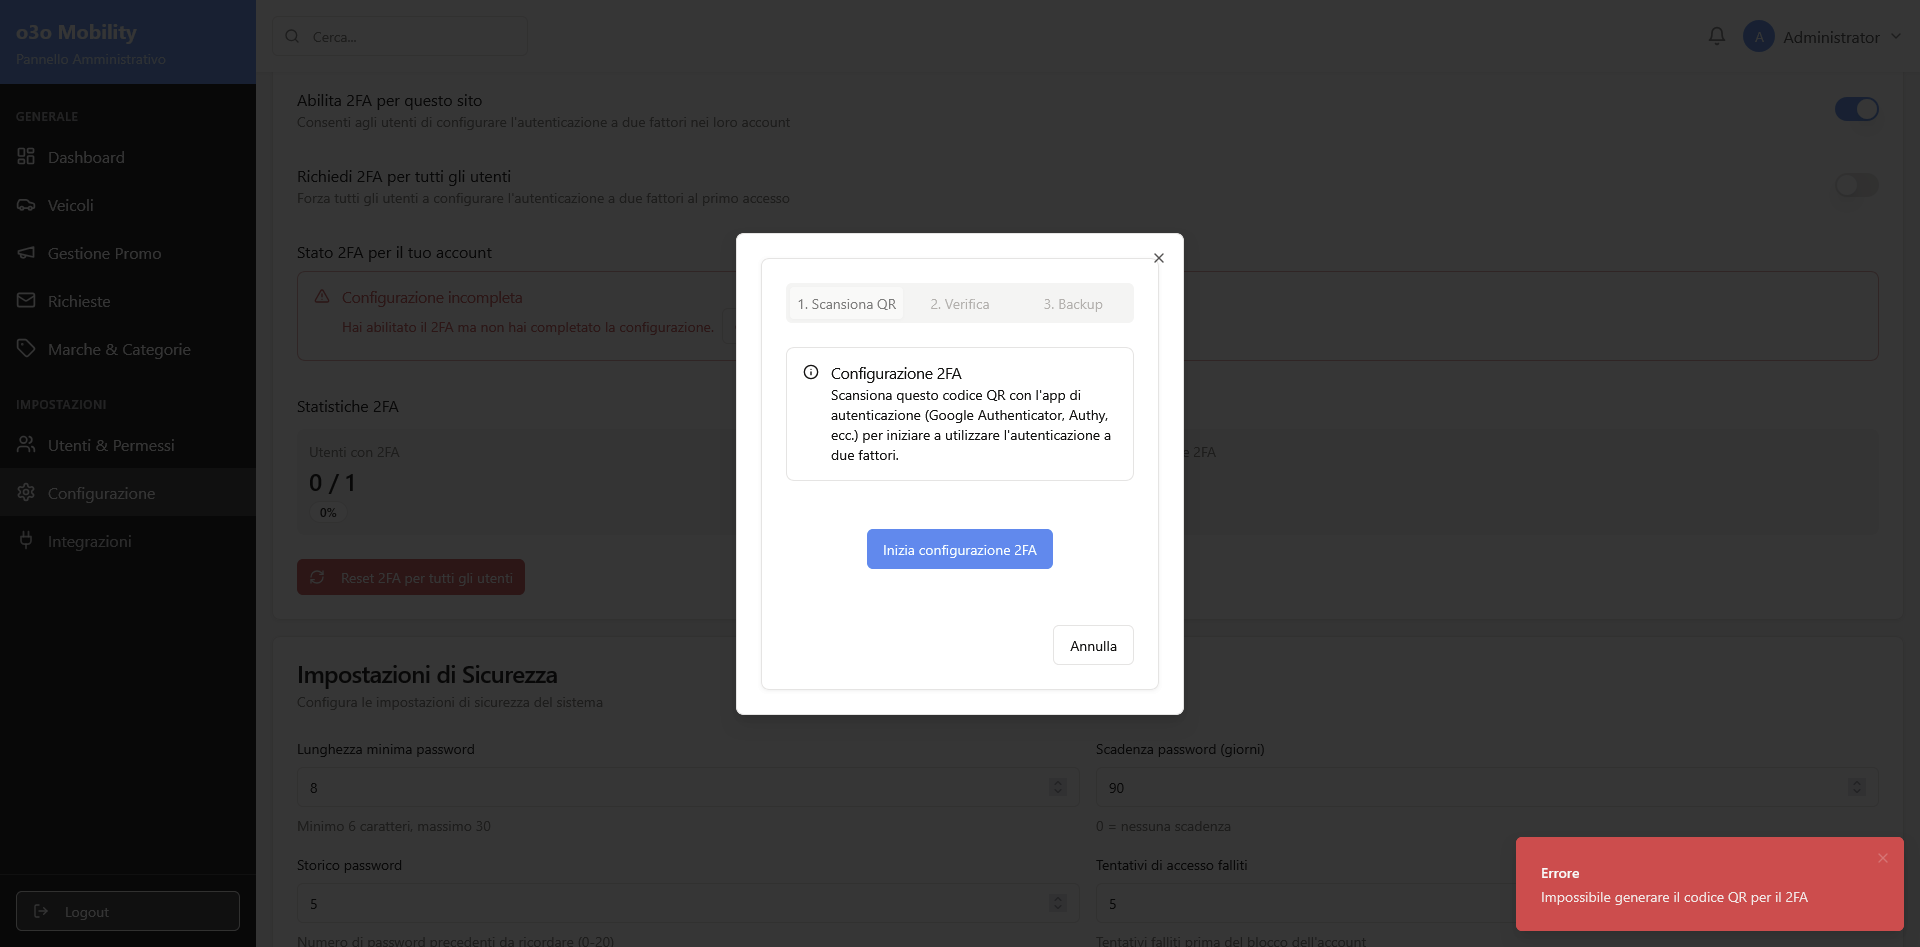 o3o Mobility
Pannello Amministrativo
Cerca...
A
Administrator
GENERALE
Dashboard
Veicoli
Gestione Promo
Richieste
Marche & Categorie
IMPOSTAZIONI
Utenti & Permessi
Configurazione
Integrazioni
Logout
Abilita 2FA per questo sito
Consenti agli utenti di configurare l'autenticazione a due fattori nei loro account
Richiedi 2FA per tutti gli utenti
Forza tutti gli utenti a configurare l'autenticazione a due fattori al primo accesso
Stato 2FA per il tuo account
Configurazione incompleta
Hai abilitato il 2FA ma non hai completato la configurazione.
Statistiche 2FA
Utenti con 2FA
0 / 1
0%
2FA
Reset 2FA per tutti gli utenti
1. Scansiona QR
2. Verifica
3. Backup
Configurazione 2FA
Scansiona questo codice QR con l'app di
autenticazione (Google Authenticator, Authy,
ecc.) per iniziare a utilizzare l'autenticazione a
due fattori.
Inizia configurazione 2FA
Annulla
Impostazioni di Sicurezza
Configura le impostazioni di sicurezza del sistema
Lunghezza minima password
8
Minimo 6 caratteri, massimo 30
Scadenza password (giorni)
90
0 = nessuna scadenza
Storico password
5
Numero di password precedenti da ricordare (0-20)
Tentativi di accesso falliti
5
Tentativi falliti prima del blocco dell'account
Errore
Impossibile generare il codice QR per il 2FA